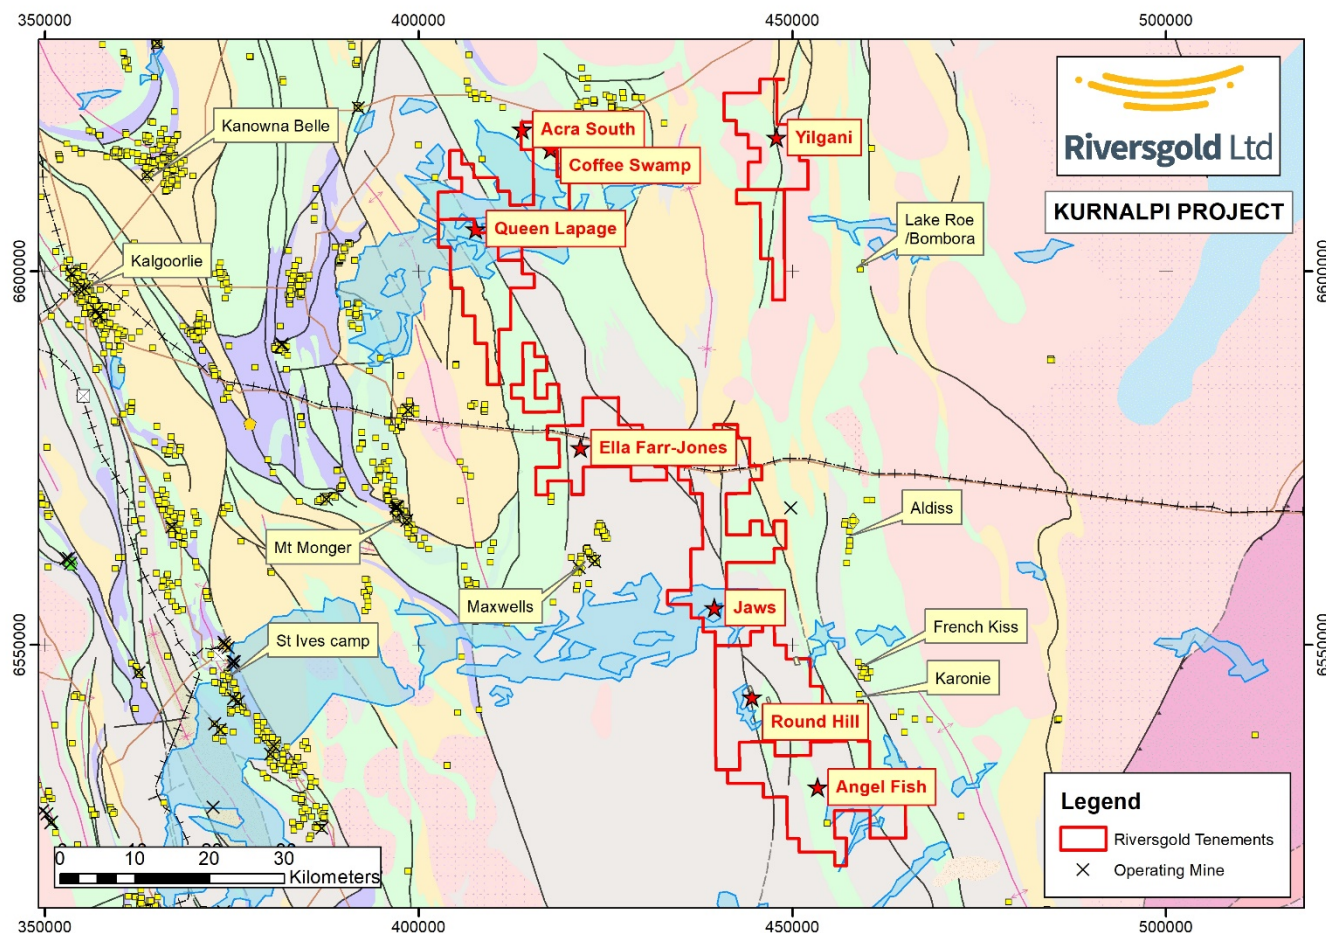 350000
400000
450000
500000
Kanowna Belle
Acra South
Yilgani
Coffee Swamp
Riversgold Ltd
KURNALPI PROJECT
Queen Lapage
Lake Roe
/Bombora
Kalgoorlie
6600000
6600000
Ella Farr-Jones
Aldiss
Mt Monger
Maxwells
Jaws
French Kiss
St Ives camp
6550000
6550000
Karonie
Round Hill
Angel Fish
Legend
Riversgold Tenements
Operating Mine
0 10 20 30
Kilometers
350000
400000
450000
500000